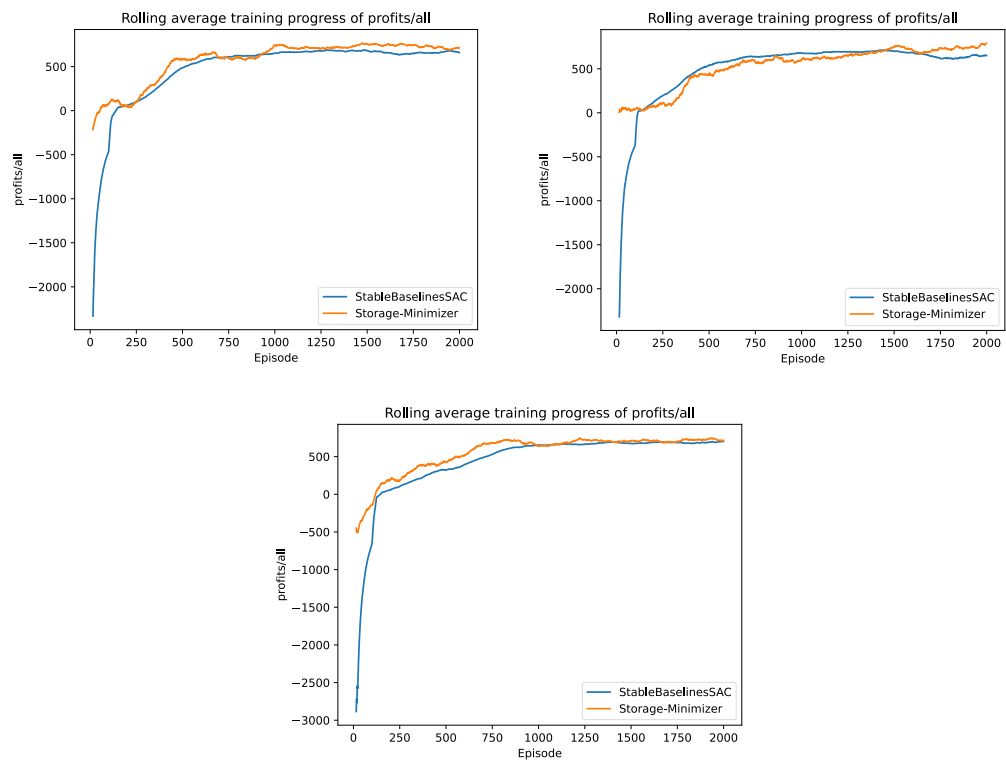 Rolling average training progress of profits/all
500
0
−500
−1000
−1500
−2000
profits/all
0 250 500 750 1000 1250 1500 1750 2000
Episode
StableBaselinesSAC
Storage-Minimizer
Rolling average training progress of profits/all
500
0
−500
−1000
−1500
−2000
profits/all
0 250 500 750 1000 1250 1500 1750 2000
Episode
StableBaselinesSAC
Storage-Minimizer
Rolling average training progress of profits/all
500
0
−500
−1000
−1500
−2000
−2500
−3000
profits/all
0 250 500 750 1000 1250 1500 1750 2000
Episode
StableBaselinesSAC
Storage-Minimizer